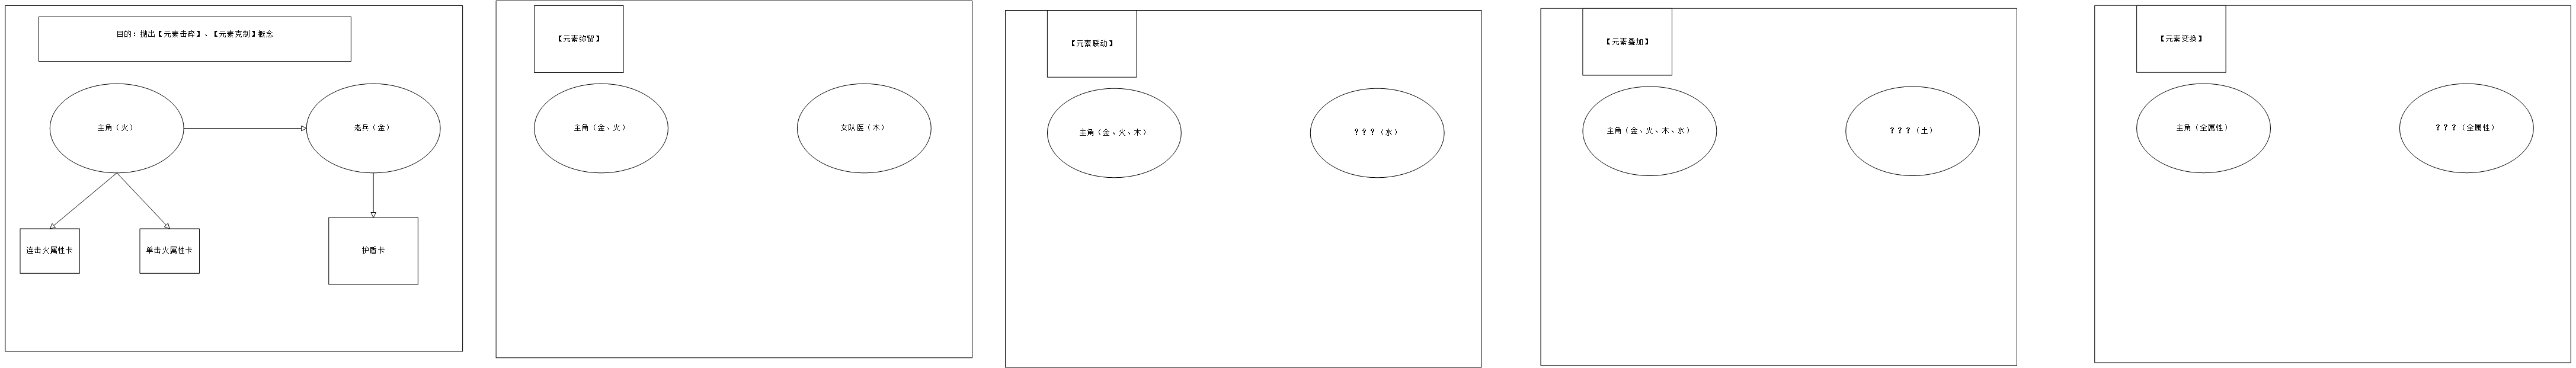 目的：抛出【元素击碎】、【元素克制】概念
主角（火）
老兵（金）
连击火属性卡
单击火属性卡
护盾卡
【元素弥留】
主角（金、火）
女队医（木）
【元素联动】
主角（金、火、木）
？？？（水）
【元素叠加】
主角（金、火、木、水）
？？？（土）
【元素变换】
主角（全属性）
？？？（全属性）